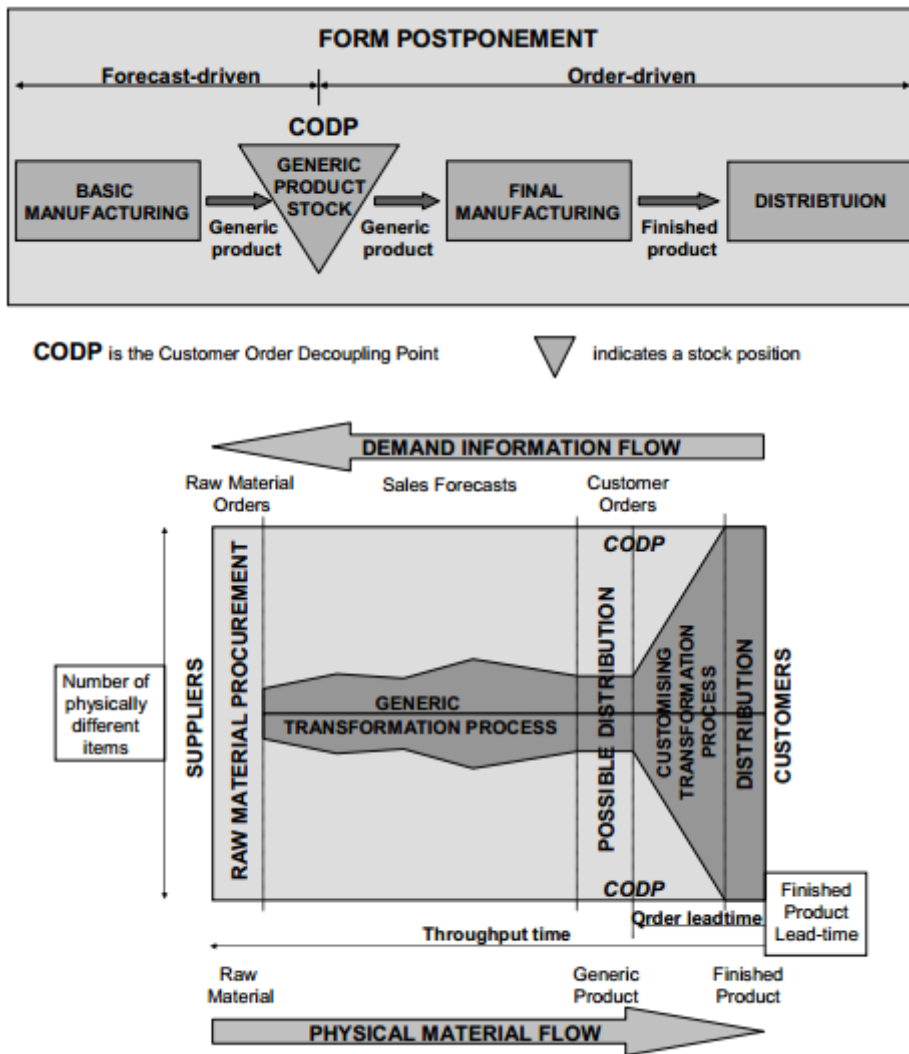 FORM POSTPONEMENT
Forecast-driven
Order-driven
CODP
BASIC
MANUFACTURING
Generic
product
GENERIC
PRODUCT
STOCK
Generic
product
FINAL
MANUFACTURING
Finished
product
DISTRIBTUION
CODP is the Customer Order Decoupling Point
indicates a stock position
DEMAND INFORMATION FLOW
Raw Material
Orders
Sales Forecasts
Customer
Orders
Number of
physically
different
items
SUPPLIERS
RAW MATERIAL PROCUREMENT
GENERIC
TRANSFORMATION PROCESS
CODP
POSSIBLE DISTRIBUTION
CODP
CUSTOMISING
TRANSFORMATION
PROCESS
DISTRIBUTION
CUSTOMERS
Order leadtime
Finished
Product
Lead-time
Throughput time
Raw
Material
Generic
Product
Finished
Product
PHYSICAL MATERIAL FLOW